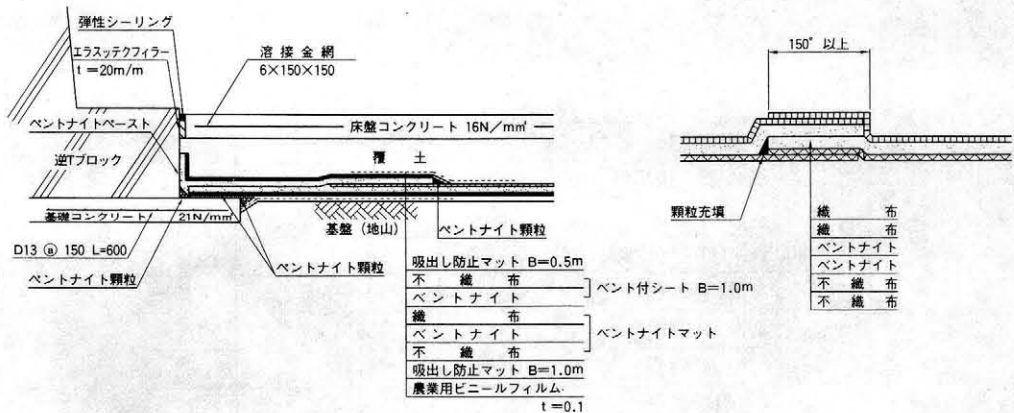 弾性シーリング
エラスッテクフィラー
t =20m/m
ベントナイトペースト
逆Tブロック
基礎コンクリート 21N/mm²
D13 @ 150 L=600
ベントナイト顆粒
溶接金網
6×150×150
床盤コンクリート 16N/mm²
覆土
基盤 (地山)
ベントナイト顆粒
ベントナイト顆粒
吸出し防止マット B=0.5m
不織布
ベントナイト
ベント付シート B=1.0m
織布
ベントナイト
不織布
ベントナイトマット
吸出し防止マット B=1.0m
農業用ビニールフィルム
t =0.1
150° 以上
顆粒充填
織布
織布
ベントナイト
ベントナイト
不織布
不織布